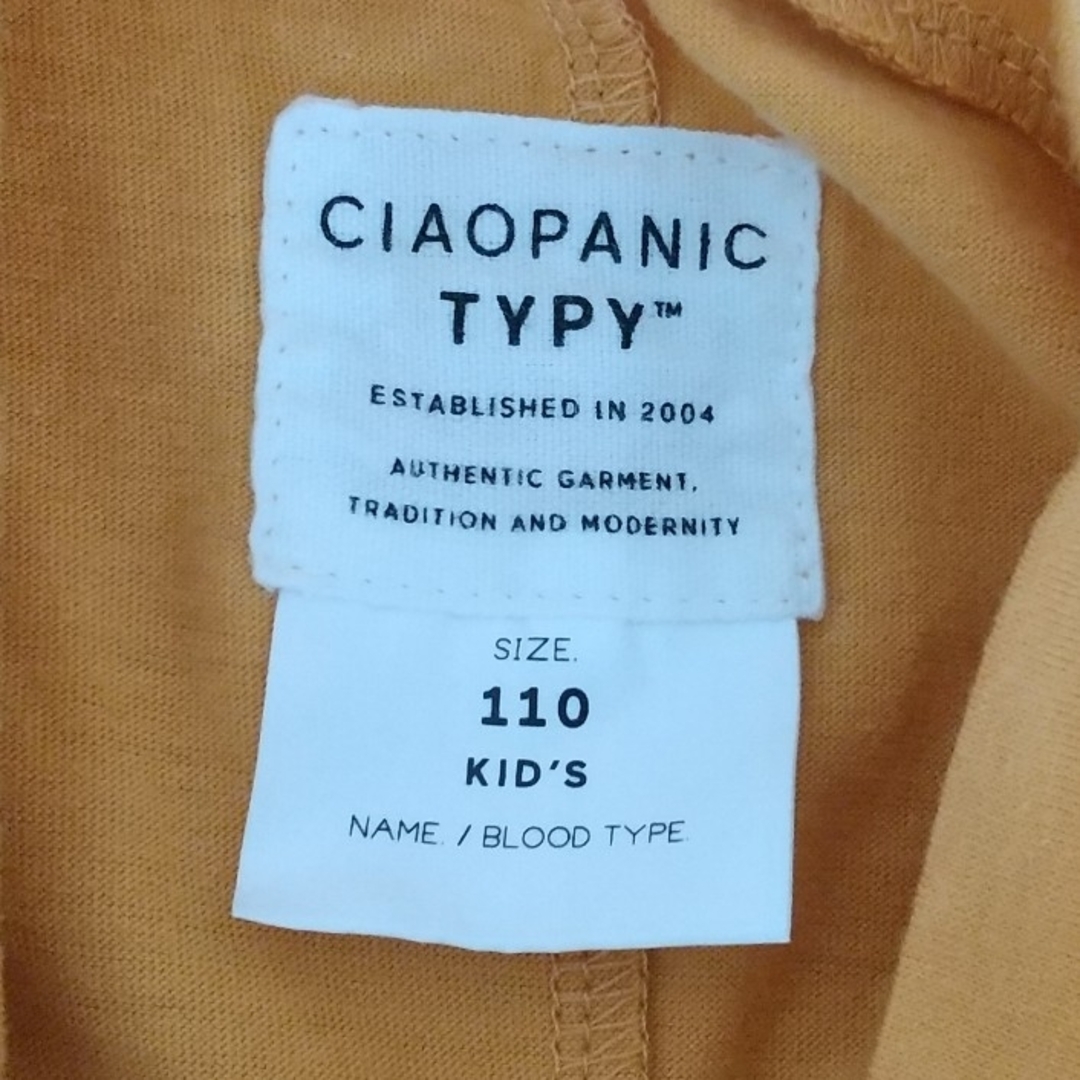 CIAOPANIC
TYPY™
ESTABLISHED IN 2004
AUTHENTIC GARMENT.
TRADITION AND MODERNITY
SIZE.
110
KID'S
NAME. / BLOOD TYPE.